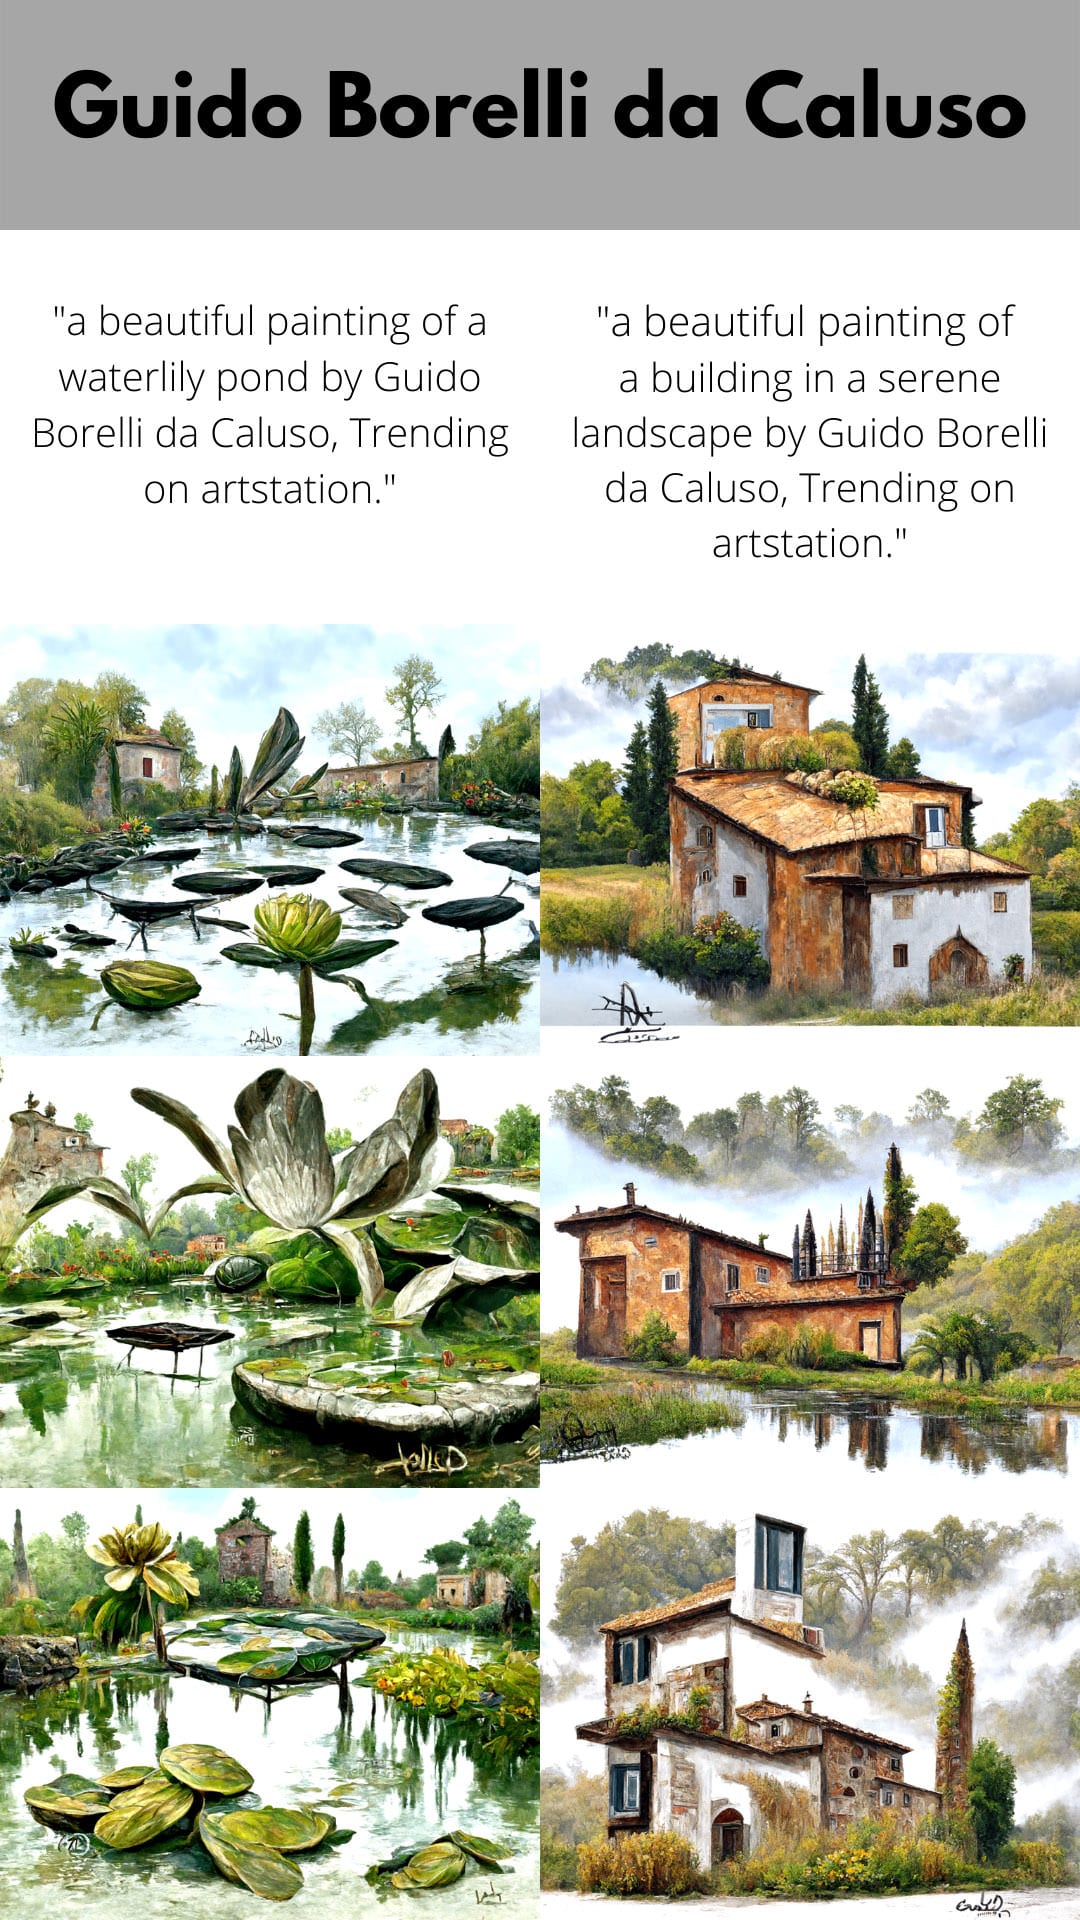 Guido Borelli da Caluso
"a beautiful painting of a
waterlily pond by Guido
Borelli da Caluso, Trending
on artstation."
"a beautiful painting of
a building in a serene
landscape by Guido Borelli
da Caluso, Trending on
artstation."